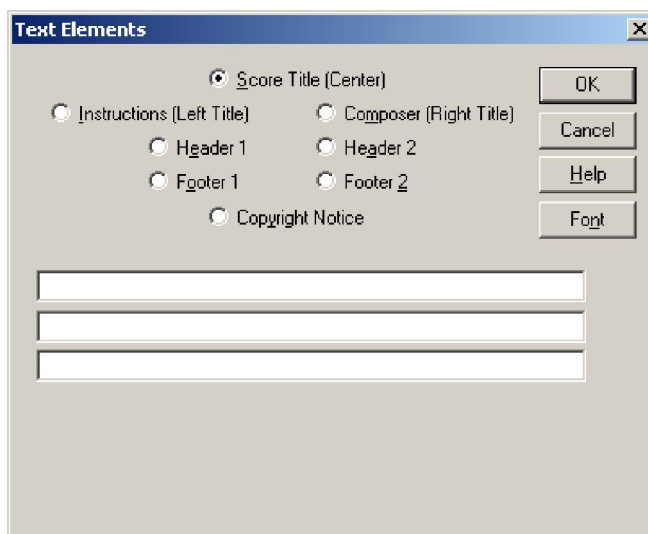 Text Elements
Score Title (Center)
Instructions (Left Title)
Composer (Right Title)
Header 1
Header 2
Footer 1
Footer 2
Copyright Notice
OK
Cancel
Help
Font